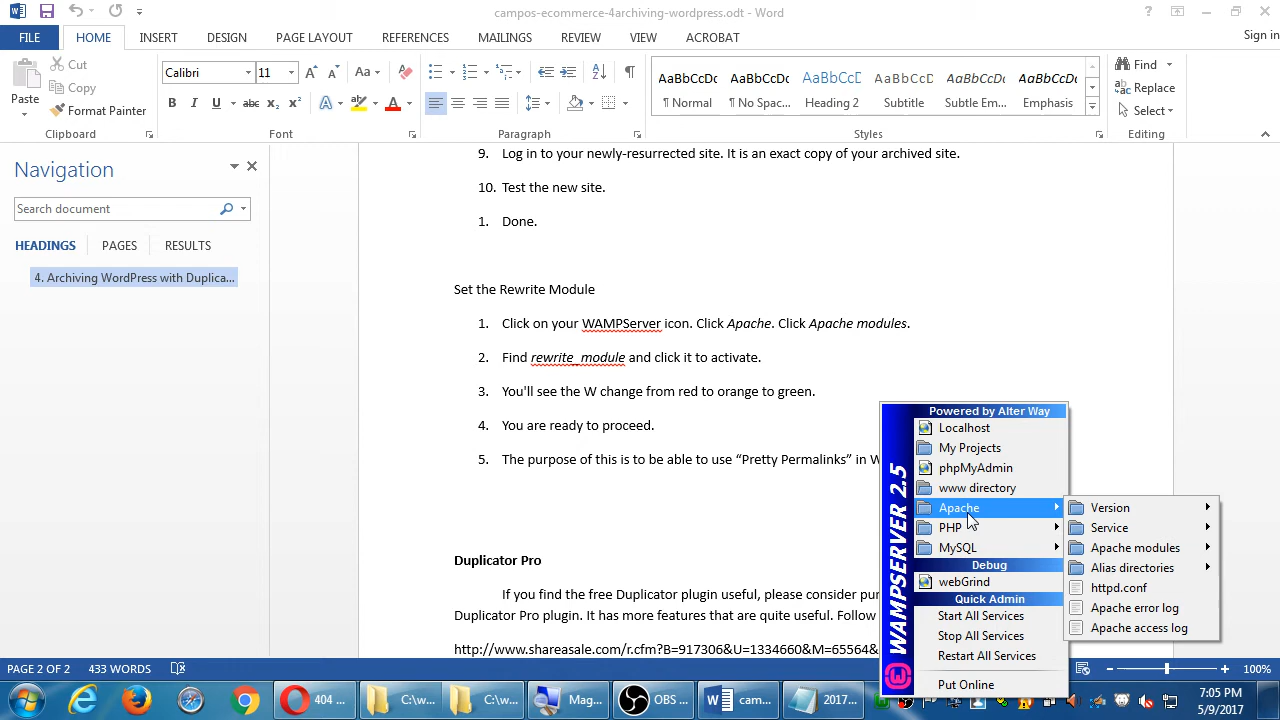 campos-ecommerce-4archiving-wordpress.odt - Word
FILE HOME INSERT DESIGN PAGE LAYOUT REFERENCES MAILINGS REVIEW VIEW ACROBAT Sign in
Paste
Cut
Copy
Format Painter
Clipboard
Calibri 11
Font
Paragraph
AaBbCcDc AaBbCcDc AaBbCcD AaBbCcDc AaBbCcDc AaBbCcDc
¶ Normal ¶ No Spac... Heading 2 Subtitle Subtle Em... Emphasis
Styles
Find
Replace
Select
Editing
Navigation
Search document
HEADINGS PAGES RESULTS
4. Archiving WordPress with Duplica...
9. Log in to your newly-resurrected site. It is an exact copy of your archived site.
10. Test the new site.
1. Done.
Set the Rewrite Module
1. Click on your WAMPServer icon. Click Apache. Click Apache modules.
2. Find rewrite_module and click it to activate.
3. You'll see the W change from red to orange to green.
4. You are ready to proceed.
5. The purpose of this is to be able to use “Pretty Permalinks” in W
Duplicator Pro
If you find the free Duplicator plugin useful, please consider pur
Duplicator Pro plugin. It has more features that are quite useful. Follow
http://www.shareasale.com/r.cfm?B=917306&U=1334660&M=65564&
WAMPSERVER 2.5
Powered by Alter Way
Localhost
My Projects
phpMyAdmin
www directory
Apache
PHP
MySQL
Debug
webGrind
Quick Admin
Start All Services
Stop All Services
Restart All Services
Put Online
Version
Service
Apache modules
Alias directories
httpd.conf
Apache error log
Apache access log
PAGE 2 OF 2 433 WORDS 100%
404 ... C:\w... C:\w... Mag... OBS ... cam... 2017...
7:05 PM
5/9/2017